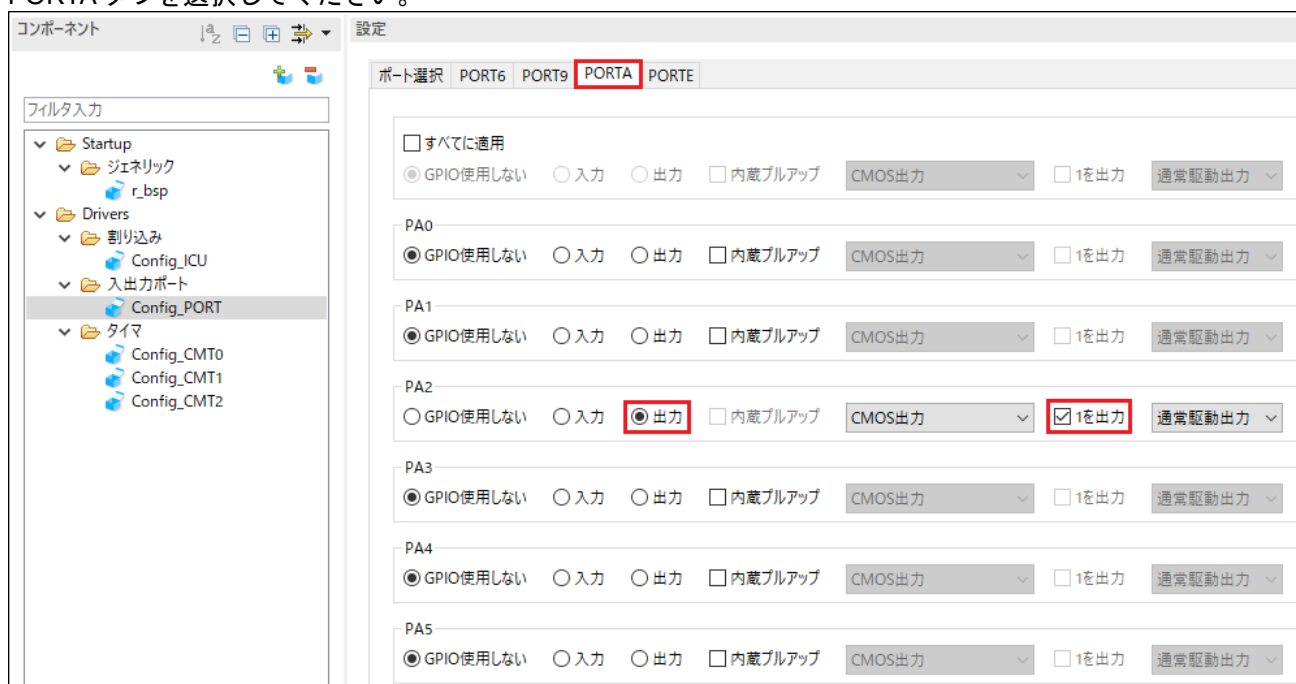 PORTA タブを選択してください。
コンポーネント
設定
ポート選択 PORT6 PORT9 PORTA PORTE
フィルタ入力
Startup
ジェネリック
r_bsp
Drivers
割り込み
Config_ICU
入出力ポート
Config_PORT
タイマ
Config_CMT0
Config_CMT1
Config_CMT2
すべてに適用
GPIO使用しない 入力 出力 内蔵プルアップ CMOS出力 1を出力 通常駆動出力
PA0
GPIO使用しない 入力 出力 内蔵プルアップ CMOS出力 1を出力 通常駆動出力
PA1
GPIO使用しない 入力 出力 内蔵プルアップ CMOS出力 1を出力 通常駆動出力
PA2
GPIO使用しない 入力 出力 内蔵プルアップ CMOS出力 1を出力 通常駆動出力
PA3
GPIO使用しない 入力 出力 内蔵プルアップ CMOS出力 1を出力 通常駆動出力
PA4
GPIO使用しない 入力 出力 内蔵プルアップ CMOS出力 1を出力 通常駆動出力
PA5
GPIO使用しない 入力 出力 内蔵プルアップ CMOS出力 1を出力 通常駆動出力